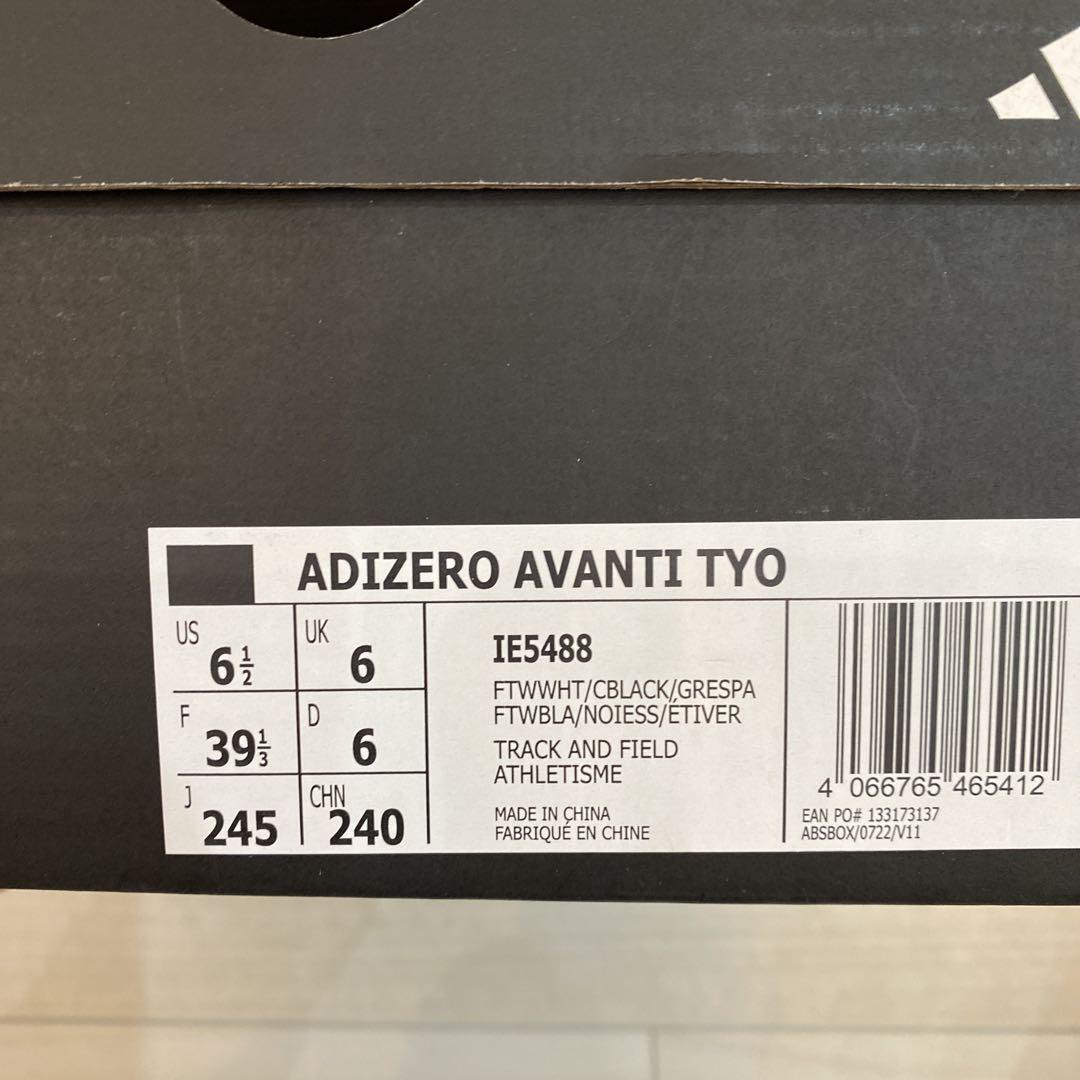 ADIZERO AVANTI TYO
US 6 1/2
UK 6
F 39 1/3
D 6
J 245
CHN 240
IE5488
FTWWHT/CBLACK/GRESPA
FTWBLA/NOIESS/ÉTIVER
TRACK AND FIELD
ATHLETISME
MADE IN CHINA
FABRIQUÉ EN CHINE
4 066765 465412
EAN PO# 133173137
ABSBOX/0722/V11